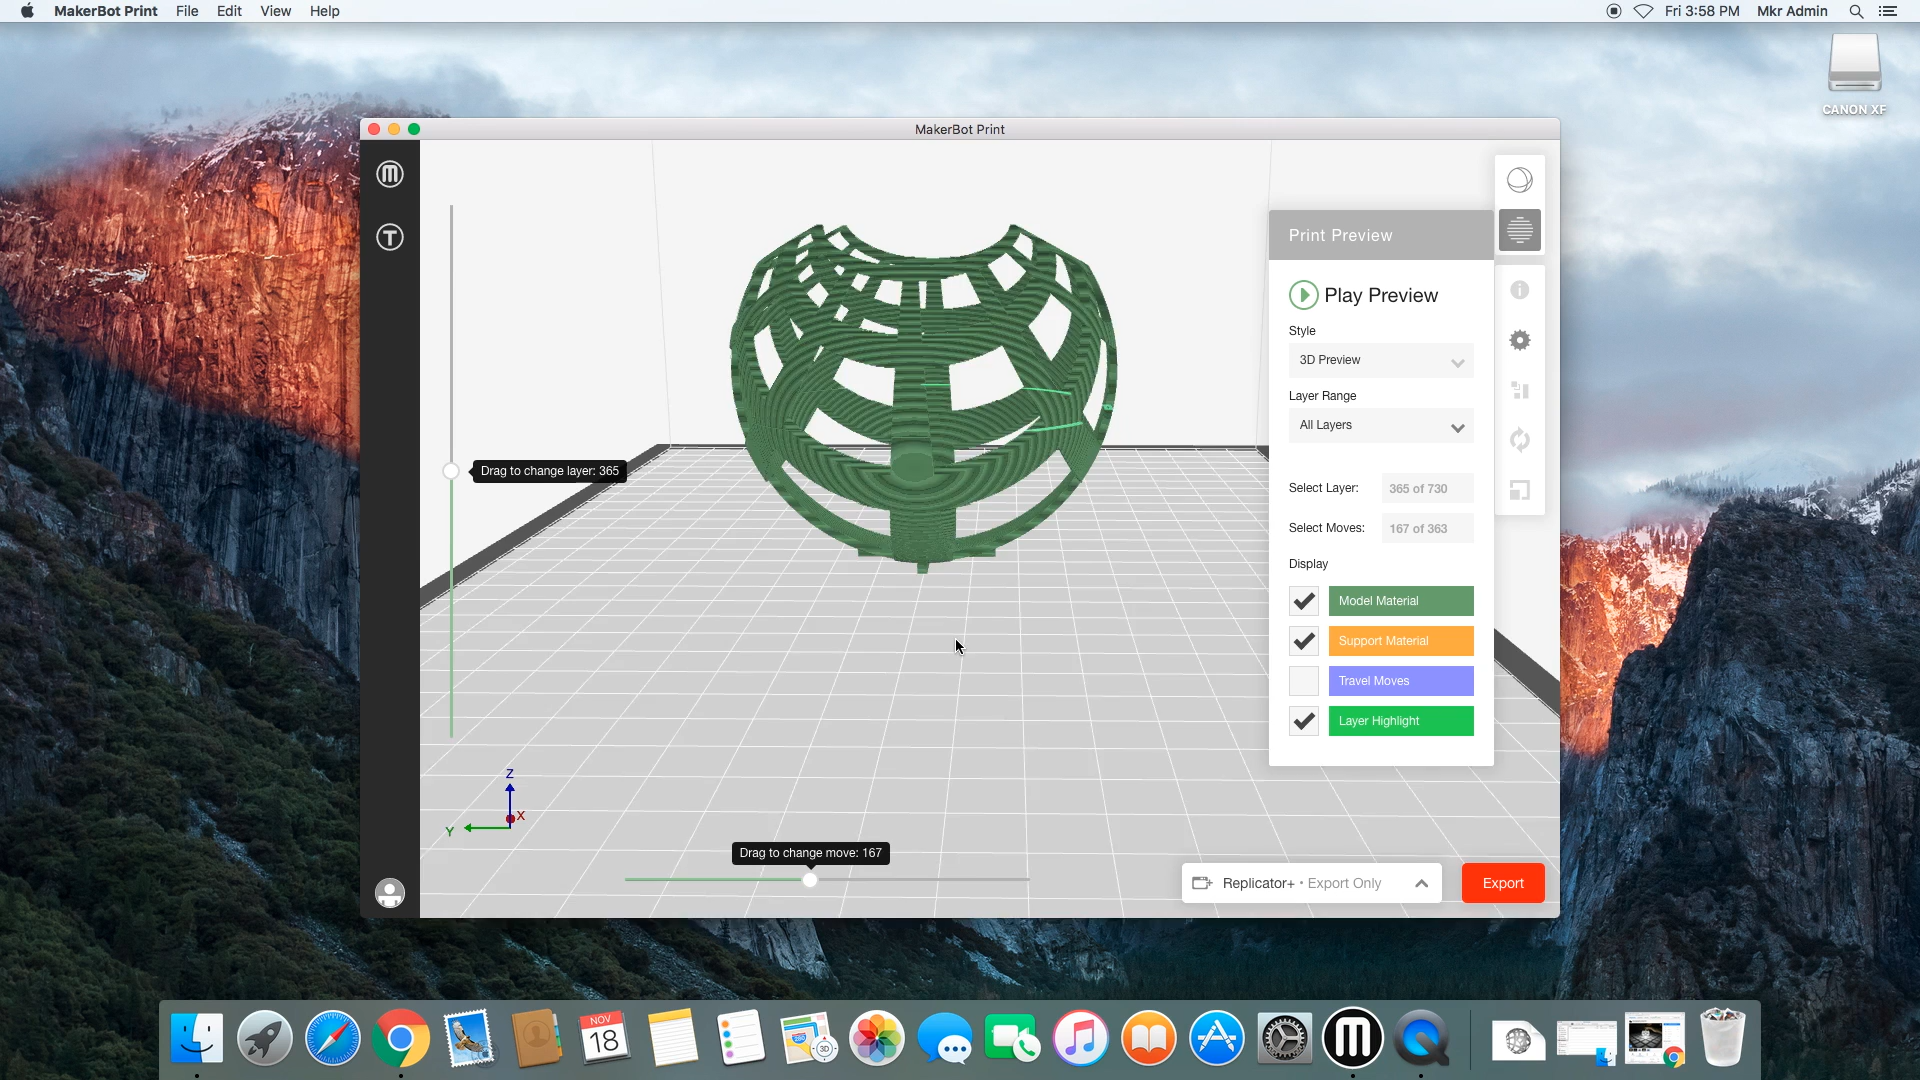 MakerBot Print File Edit View Help
Fri 3:58 PM Mkr Admin
CANON XF
MakerBot Print
Print Preview
Play Preview
Style
3D Preview
Layer Range
All Layers
Drag to change layer: 365
Select Layer: 365 of 730
Select Moves: 167 of 363
Display
Model Material
Support Material
Travel Moves
Layer Highlight
Z
X
Y
Drag to change move: 167
Replicator+ • Export Only
Export
NOV
18
3D